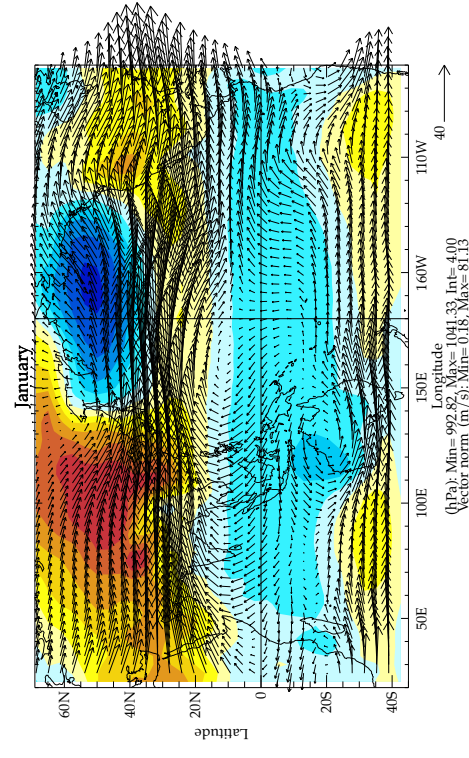 January
60N
40N
20N
0
20S
40S
Latitude
50E
100E
150E
160W
110W
Longitude
(hPa): Min= 992.82, Max= 1041.33, Int= 4.00
Vector norm (m/s): Min= 0.18, Max= 81.13
40